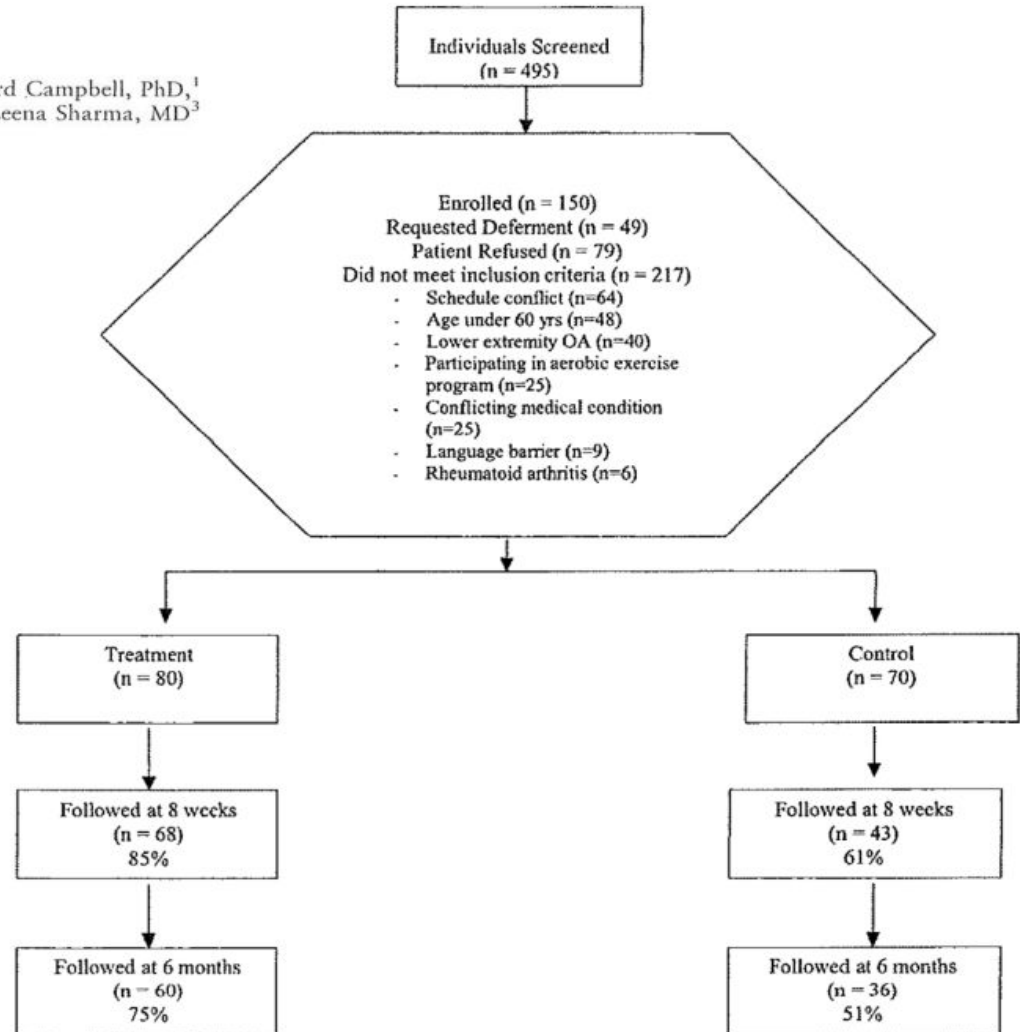 rd Campbell, PhD,1
eena Sharma, MD3
Individuals Screened
(n = 495)
Enrolled (n = 150)
Requested Deferment (n = 49)
Patient Refused (n = 79)
Did not meet inclusion criteria (n = 217)
- Schedule conflict (n=64)
- Age under 60 yrs (n=48)
- Lower extremity OA (n=40)
- Participating in aerobic exercise
program (n=25)
- Conflicting medical condition
(n=25)
- Language barrier (n=9)
- Rheumatoid arthritis (n=6)
Treatment
(n = 80)
Control
(n = 70)
Followed at 8 weeks
(n = 68)
85%
Followed at 8 weeks
(n = 43)
61%
Followed at 6 months
(n = 60)
75%
Followed at 6 months
(n = 36)
51%